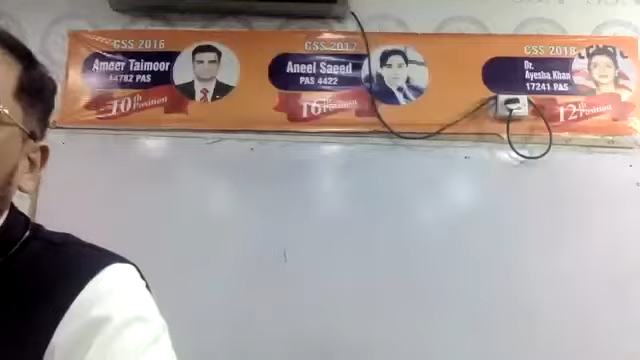 CSS 2016
Ameer Taimoor
14782 PAS
10th Position
CSS 2017
Aneel Saeed
PAS 4422
16th Position
CSS 2018
Dr.
Ayesha Khan
17241 PAS
12th Position